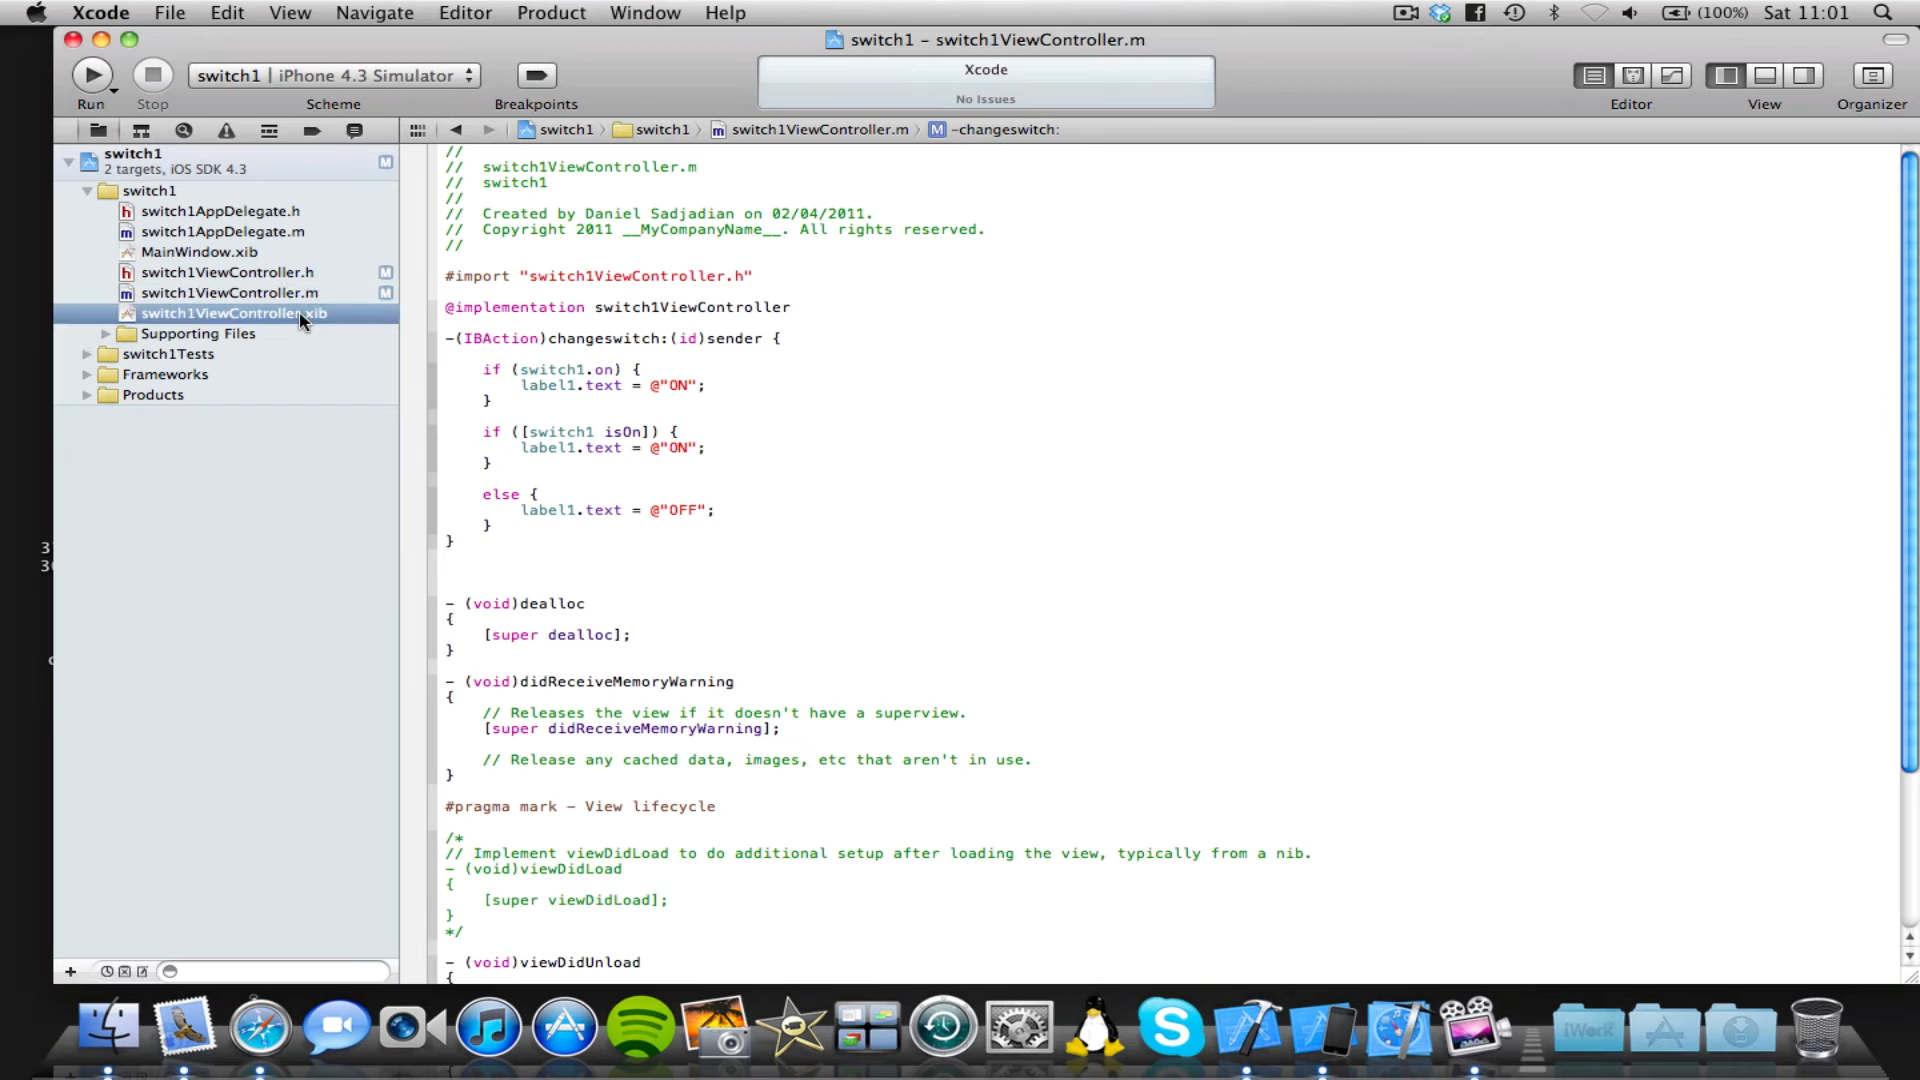 Xcode File Edit View Navigate Editor Product Window Help (100%) Sat 11:01
switch1 – switch1ViewController.m
switch1 | iPhone 4.3 Simulator
Xcode
No Issues
Run Stop Scheme Breakpoints Editor View Organizer
switch1 switch1 m switch1ViewController.m M -changeswitch:
switch1 M
2 targets, iOS SDK 4.3
switch1
h switch1AppDelegate.h
m switch1AppDelegate.m
MainWindow.xib
h switch1ViewController.h M
m switch1ViewController.m M
switch1ViewController.xib
Supporting Files
switch1Tests
Frameworks
Products
//
// switch1ViewController.m
// switch1
//
// Created by Daniel Sadjadian on 02/04/2011.
// Copyright 2011 __MyCompanyName__. All rights reserved.
//
#import "switch1ViewController.h"
@implementation switch1ViewController
-(IBAction)changeswitch:(id)sender {
if (switch1.on) {
label1.text = @"ON";
}
if ([switch1 isOn]) {
label1.text = @"ON";
}
else {
label1.text = @"OFF";
}
}
- (void)dealloc
{
[super dealloc];
}
- (void)didReceiveMemoryWarning
{
// Releases the view if it doesn't have a superview.
[super didReceiveMemoryWarning];
// Release any cached data, images, etc that aren't in use.
}
#pragma mark - View lifecycle
/*
// Implement viewDidLoad to do additional setup after loading the view, typically from a nib.
- (void)viewDidLoad
{
[super viewDidLoad];
}
*/
- (void)viewDidUnload
{
iWork